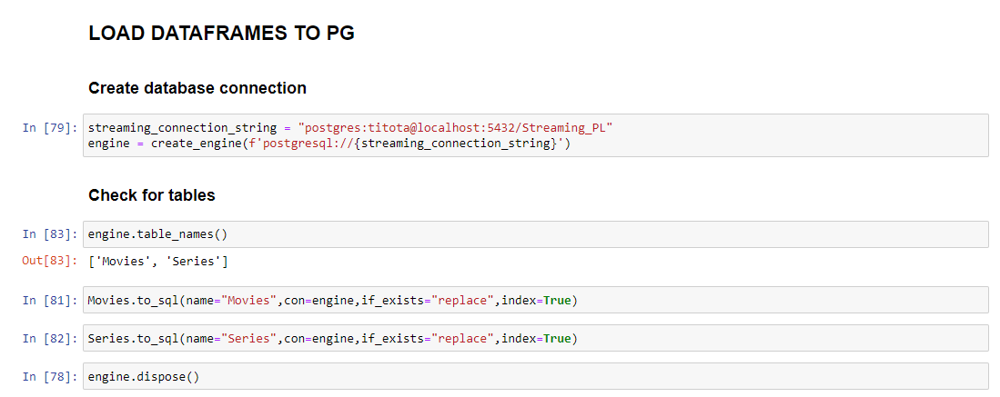 LOAD DATAFRAMES TO PG
Create database connection
In [79]: streaming_connection_string = "postgres:titota@localhost:5432/Streaming_PL"
engine = create_engine(f'postgresql://{streaming_connection_string}')
Check for tables
In [83]: engine.table_names()
Out[83]: ['Movies', 'Series']
In [81]: Movies.to_sql(name="Movies",con=engine,if_exists="replace",index=True)
In [82]: Series.to_sql(name="Series",con=engine,if_exists="replace",index=True)
In [78]: engine.dispose()